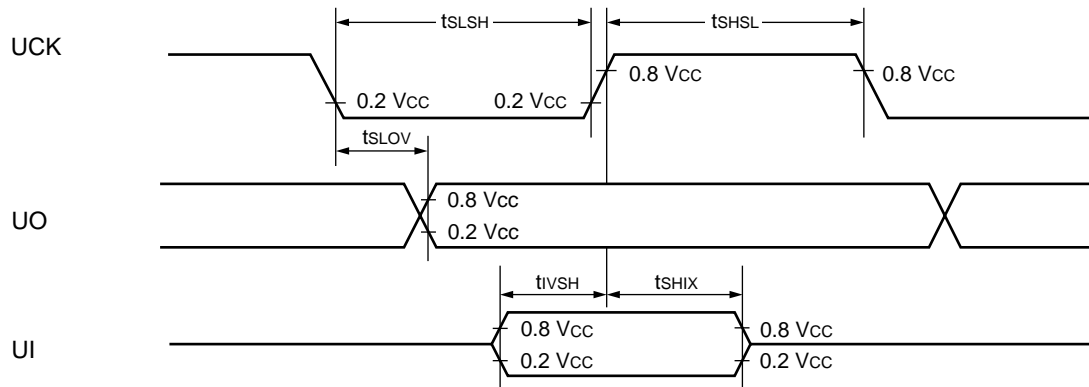 tSLSH tSHSL
UCK
0.8 VCC 0.8 VCC
0.2 VCC 0.2 VCC
tSLOV
UO
0.8 VCC
0.2 VCC
tIVSH tSHIX
UI
0.8 VCC 0.8 VCC
0.2 VCC 0.2 VCC